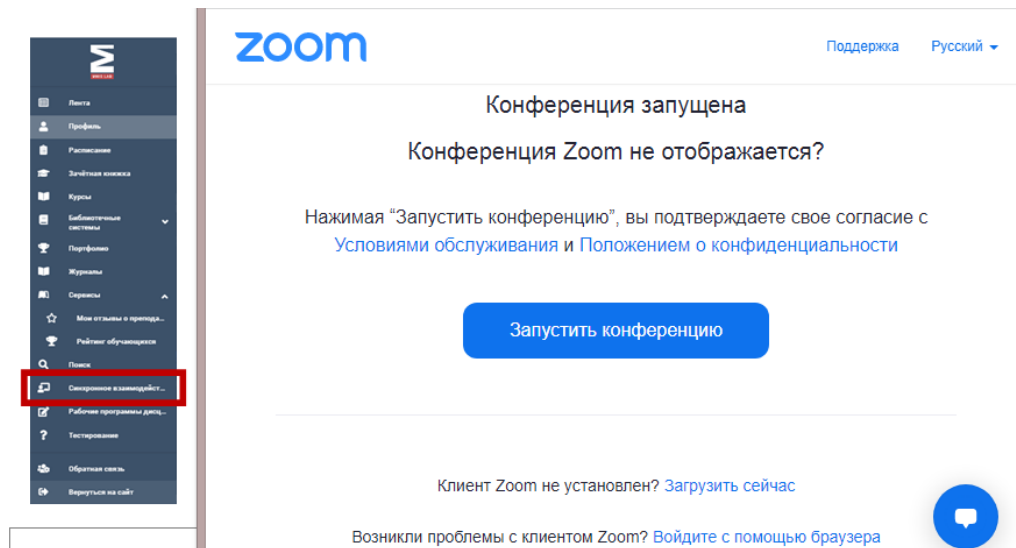 Лента
Профиль
Расписание
Зачётная книжка
Курсы
Библиотечные
системы
Портфолио
Журналы
Сервисы
Мои отзывы о препода...
Рейтинг обучающихся
Поиск
Синхронное взаимодейст...
Рабочие программы дисц...
Тестирование
Обратная связь
Вернуться на сайт
zoom
Поддержка Русский
Конференция запущена
Конференция Zoom не отображается?
Нажимая “Запустить конференцию”, вы подтверждаете свое согласие с
Условиями обслуживания и Положением о конфиденциальности
Запустить конференцию
Клиент Zoom не установлен? Загрузить сейчас
Возникли проблемы с клиентом Zoom? Войдите с помощью браузера